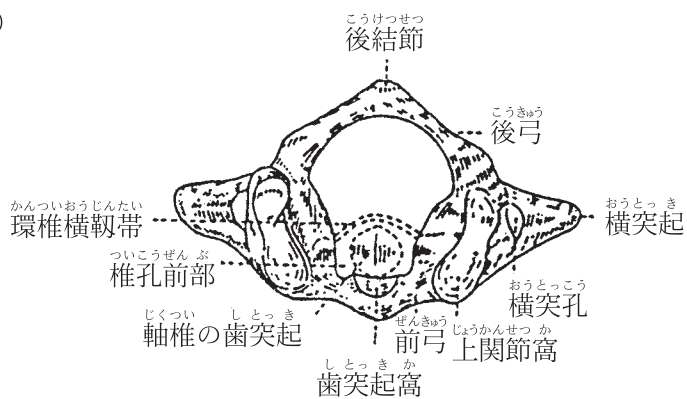 )
こうけつせつ
後結節
こうきゅう
後弓
かんついおうじんたい
環椎横靱帯
おうとっき
横突起
ついこうぜんぶ
椎孔前部
おうとっこう
横突孔
じくつい しとっき
軸椎の歯突起
ぜんきゅう
前弓
じょうかんせつか
上関節窩
しとっきか
歯突起窩